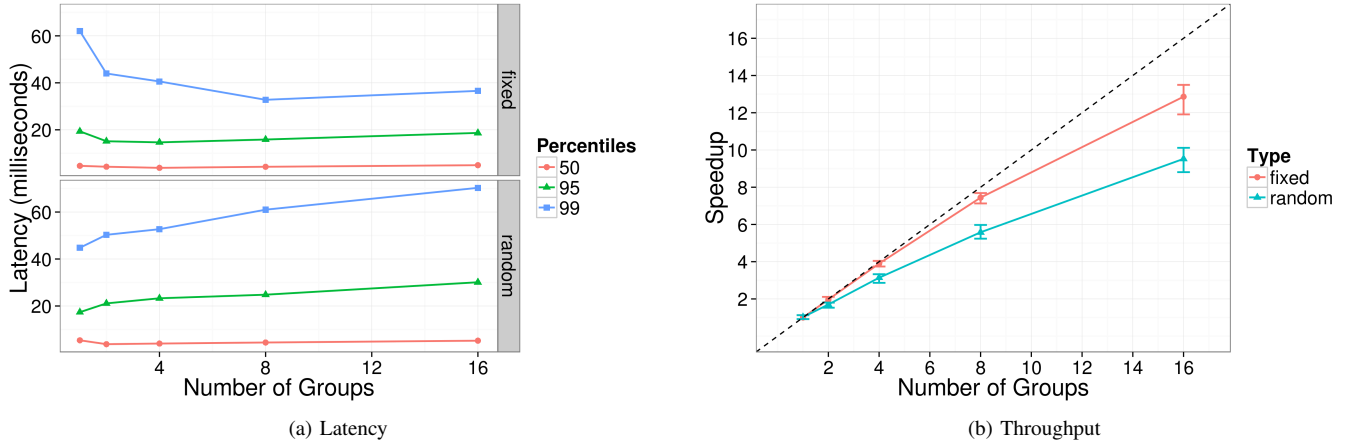 Latency (milliseconds)
60
40
20
fixed
60
40
20
random
4
8
12
16
Number of Groups
Percentiles
50
95
99
(a) Latency
Speedup
16
14
12
10
8
6
4
2
2
4
6
8
10
12
14
16
Number of Groups
Type
fixed
random
(b) Throughput